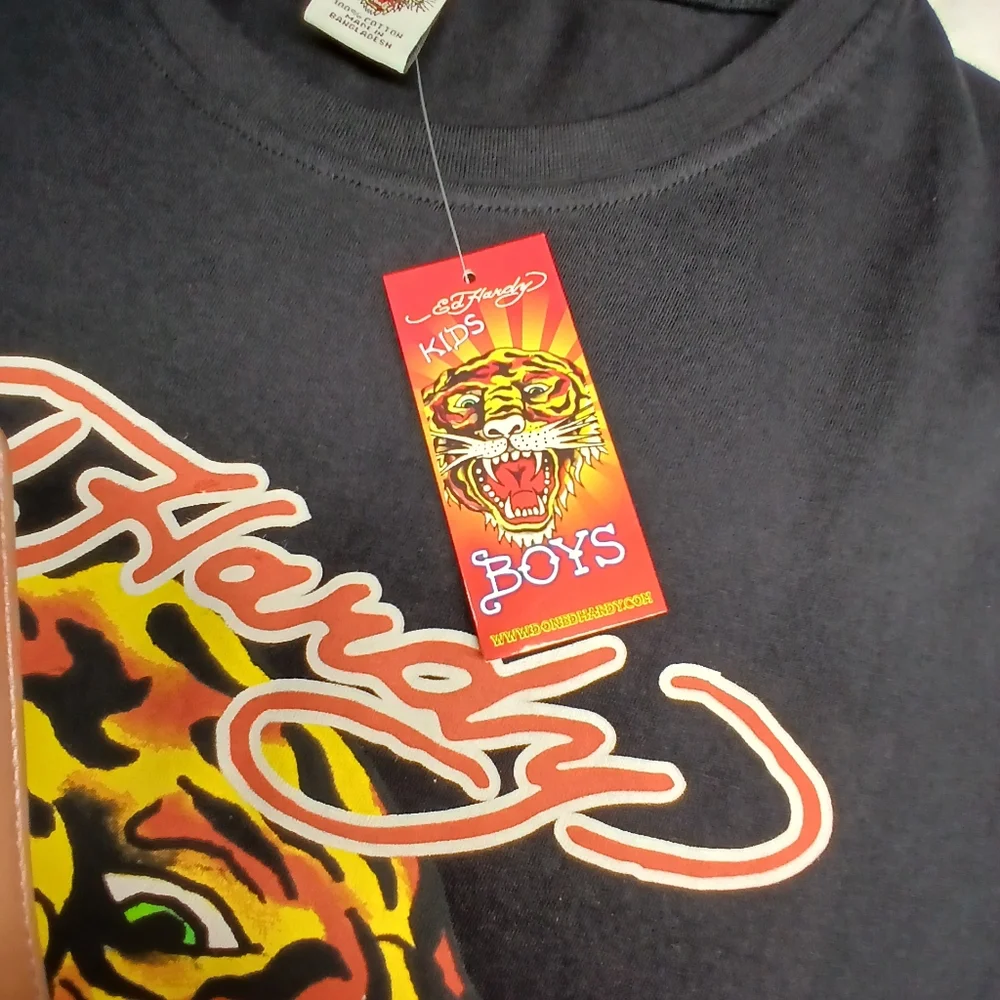 100% COTTON
MADE IN
BANGLADESH
Ed Hardy
KIDS
BOYS
WWW.DONEDHARDY.COM
Hardy